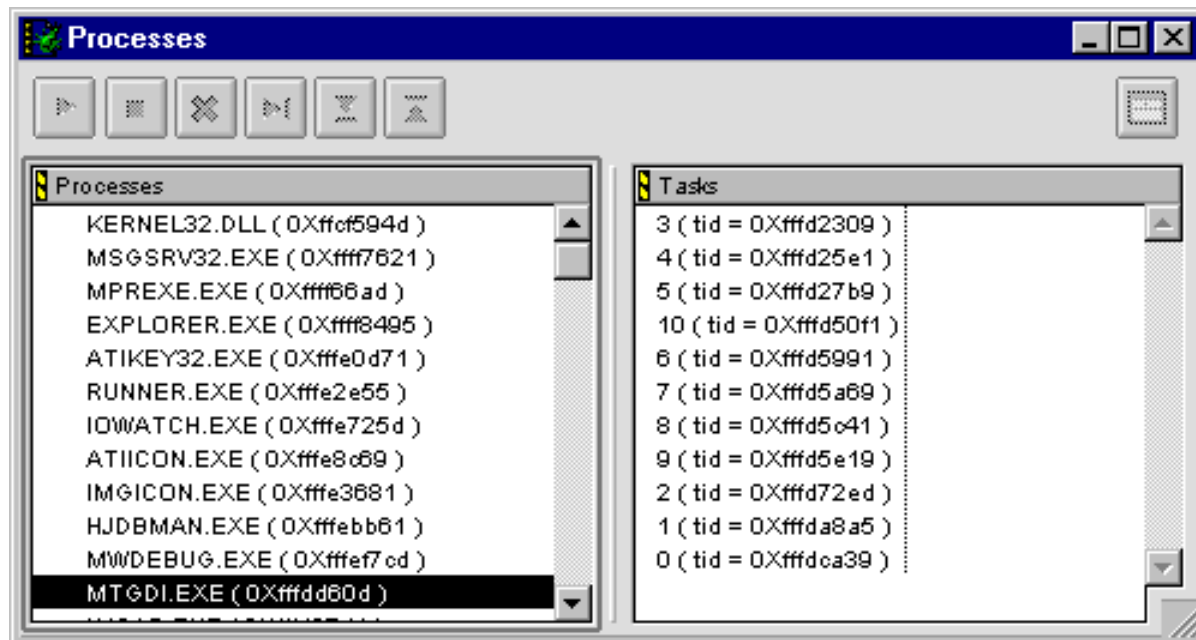 Processes
Processes
KERNEL32.DLL ( 0Xffcf594d )
MSGSRV32.EXE ( 0Xffff7621 )
MPREXE.EXE ( 0Xffff66ad )
EXPLORER.EXE ( 0Xffff8495 )
ATIKEY32.EXE ( 0Xfffe0d71 )
RUNNER.EXE ( 0Xfffe2e55 )
IOWATCH.EXE ( 0Xfffe725d )
ATIICON.EXE ( 0Xfffe8c69 )
IMGICON.EXE ( 0Xfffe3681 )
HJDBMAN.EXE ( 0Xfffebb61 )
MWDEBUG.EXE ( 0Xfffef7cd )
MTGDI.EXE ( 0Xfffdd60d )
Tasks
3 ( tid = 0Xfffd2309 )
4 ( tid = 0Xfffd25e1 )
5 ( tid = 0Xfffd27b9 )
10 ( tid = 0Xfffd50f1 )
6 ( tid = 0Xfffd5991 )
7 ( tid = 0Xfffd5a69 )
8 ( tid = 0Xfffd5c41 )
9 ( tid = 0Xfffd5e19 )
2 ( tid = 0Xfffd72ed )
1 ( tid = 0Xfffda8a5 )
0 ( tid = 0Xfffdca39 )